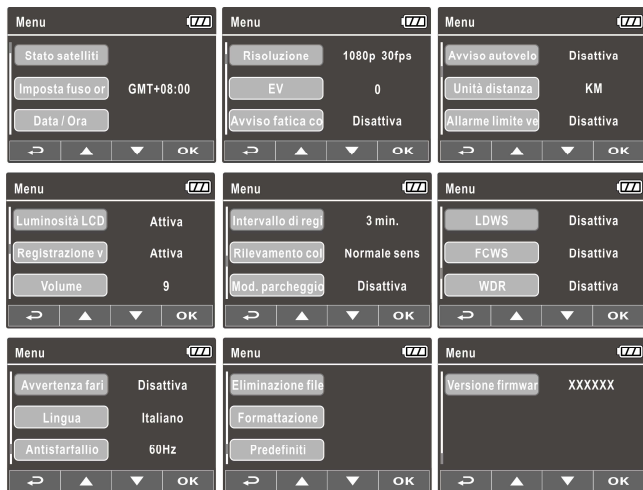 Menu
Stato satelliti
Imposta fuso or GMT+08:00
Data / Ora
OK
Menu
Risoluzione 1080p 30fps
EV 0
Avviso fatica co Disattiva
OK
Menu
Avviso autovelo Disattiva
Unità distanza KM
Allarme limite ve Disattiva
OK
Menu
Luminosità LCD Attiva
Registrazione v Attiva
Volume 9
OK
Menu
Intervallo di regi 3 min.
Rilevamento col Normale sens
Mod. parcheggio Disattiva
OK
Menu
LDWS Disattiva
FCWS Disattiva
WDR Disattiva
OK
Menu
Avvertenza fari Disattiva
Lingua Italiano
Antisfarfallio 60Hz
OK
Menu
Eliminazione file
Formattazione
Predefiniti
OK
Menu
Versione firmwar XXXXXX
OK